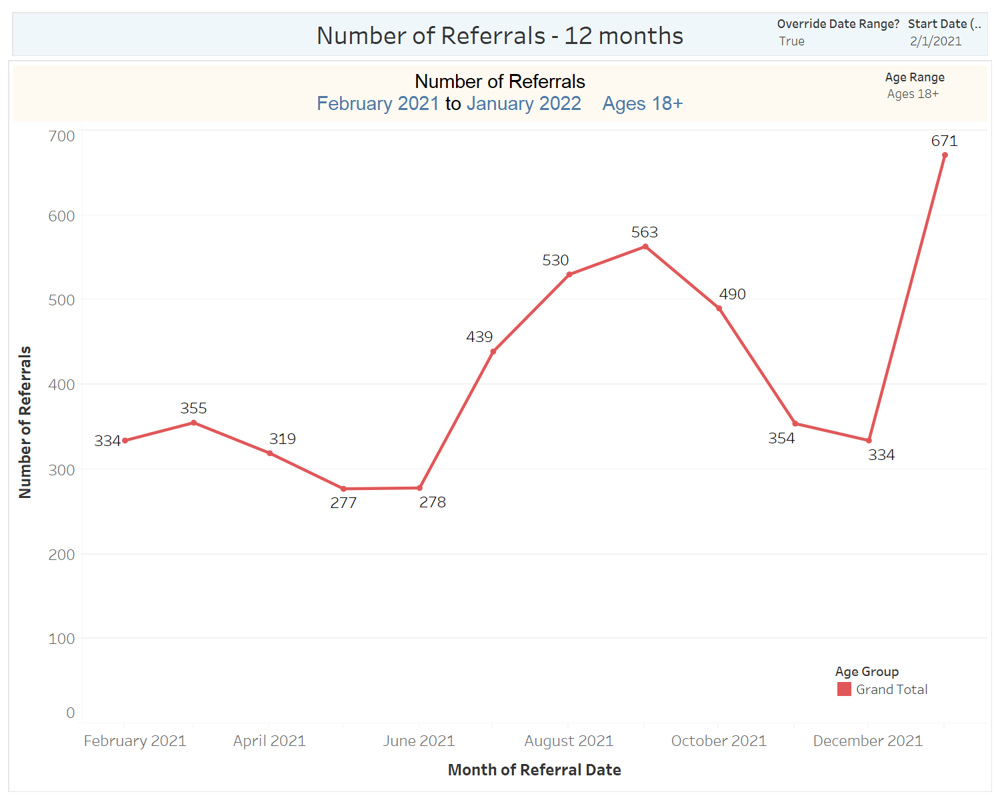 Number of Referrals - 12 months
Override Date Range? Start Date (..
True 2/1/2021
Number of Referrals
February 2021 to January 2022 Ages 18+
Age Range
Ages 18+
700
600
500
400
300
200
100
0
Number of Referrals
334
355
319
277
278
439
530
563
490
354
334
671
Age Group
Grand Total
February 2021 April 2021 June 2021 August 2021 October 2021 December 2021
Month of Referral Date